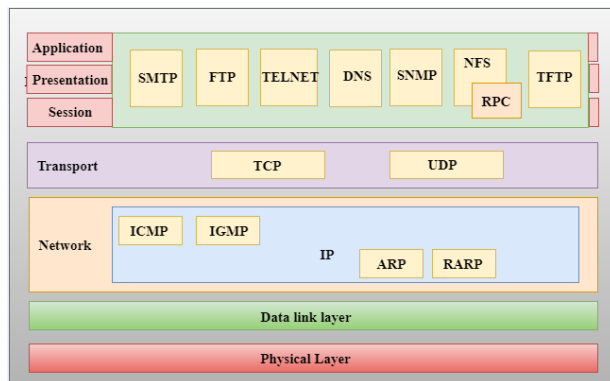 Application
Presentation
Session
SMTP
FTP
TELNET
DNS
SNMP
NFS
RPC
TFTP
Transport
TCP
UDP
Network
ICMP
IGMP
IP
ARP
RARP
Data link layer
Physical Layer